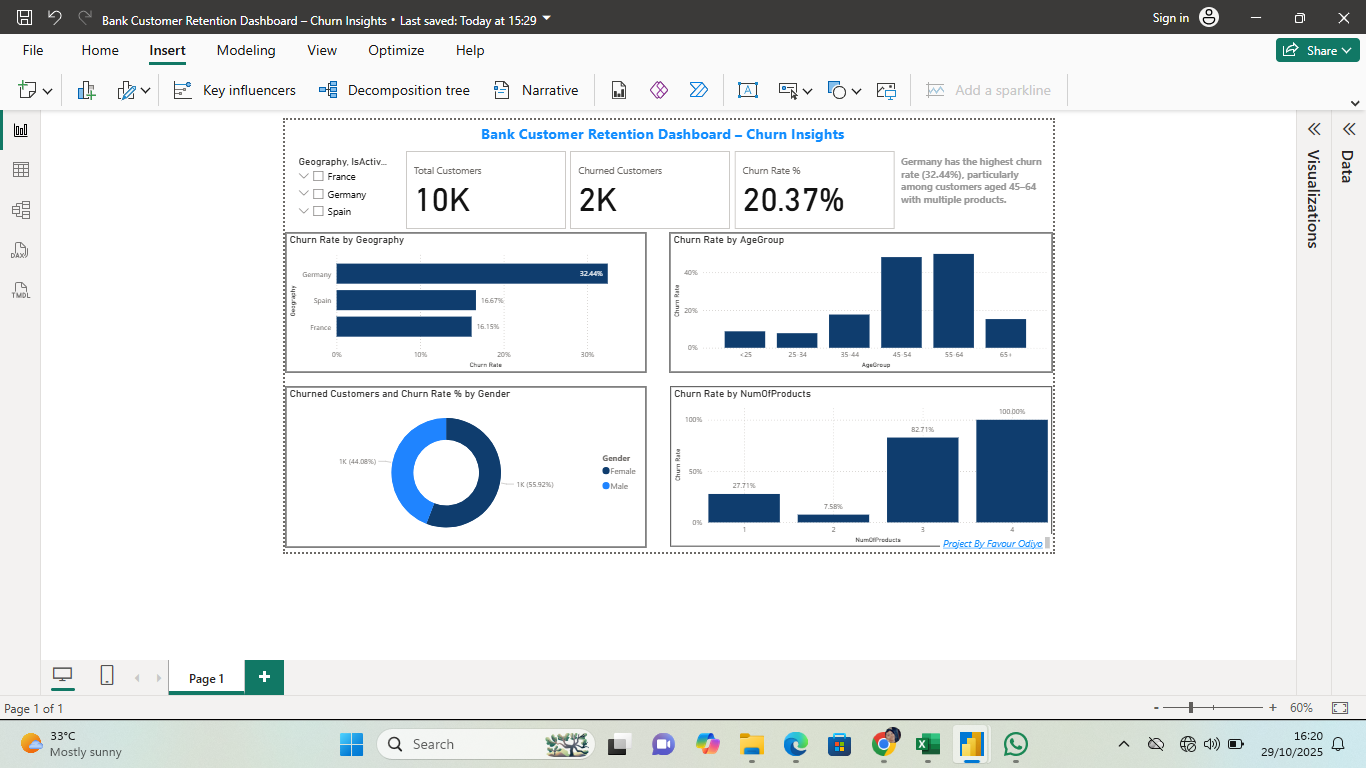 Bank Customer Retention Dashboard – Churn Insights • Last saved: Today at 15:29
Sign in
File Home Insert Modeling View Optimize Help
Share
Key influencers Decomposition tree Narrative
Add a sparkline
DAX
TMDL
Visualizations
Data
Bank Customer Retention Dashboard – Churn Insights
Geography, IsActiv...
France
Germany
Spain
Total Customers
10K
Churned Customers
2K
Churn Rate %
20.37%
Germany has the highest churn
rate (32.44%), particularly
among customers aged 45–64
with multiple products.
Churn Rate by Geography
Geography
Germany 32.44%
Spain 16.67%
France 16.15%
0% 10% 20% 30%
Churn Rate
Churn Rate by AgeGroup
Churn Rate
40%
20%
0%
<25 25-34 35-44 45-54 55-64 65+
AgeGroup
Churned Customers and Churn Rate % by Gender
1K (44.08%)
1K (55.92%)
Gender
Female
Male
Churn Rate by NumOfProducts
Churn Rate
100%
50%
0%
27.71% 7.58% 82.71% 100.00%
1 2 3 4
NumOfProducts
Project By Favour Odiyo
Page 1
Page 1 of 1
- + 60%
33°C
Mostly sunny
Search
16:20
29/10/2025